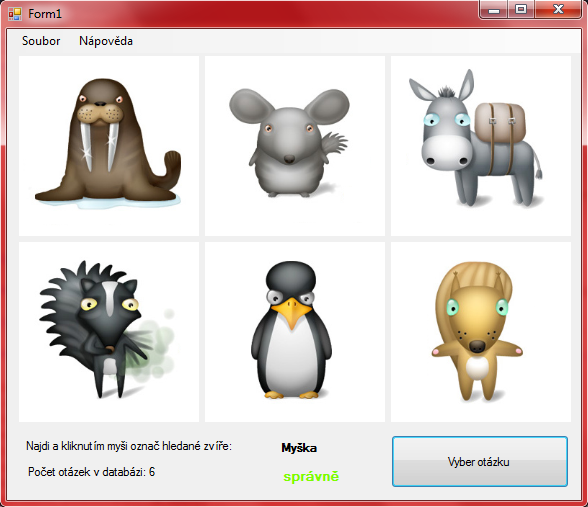 Form1
Soubor Nápověda
Najdi a kliknutím myši označ hledané zvíře: Myška
Počet otázek v databázi: 6 správně
Vyber otázku